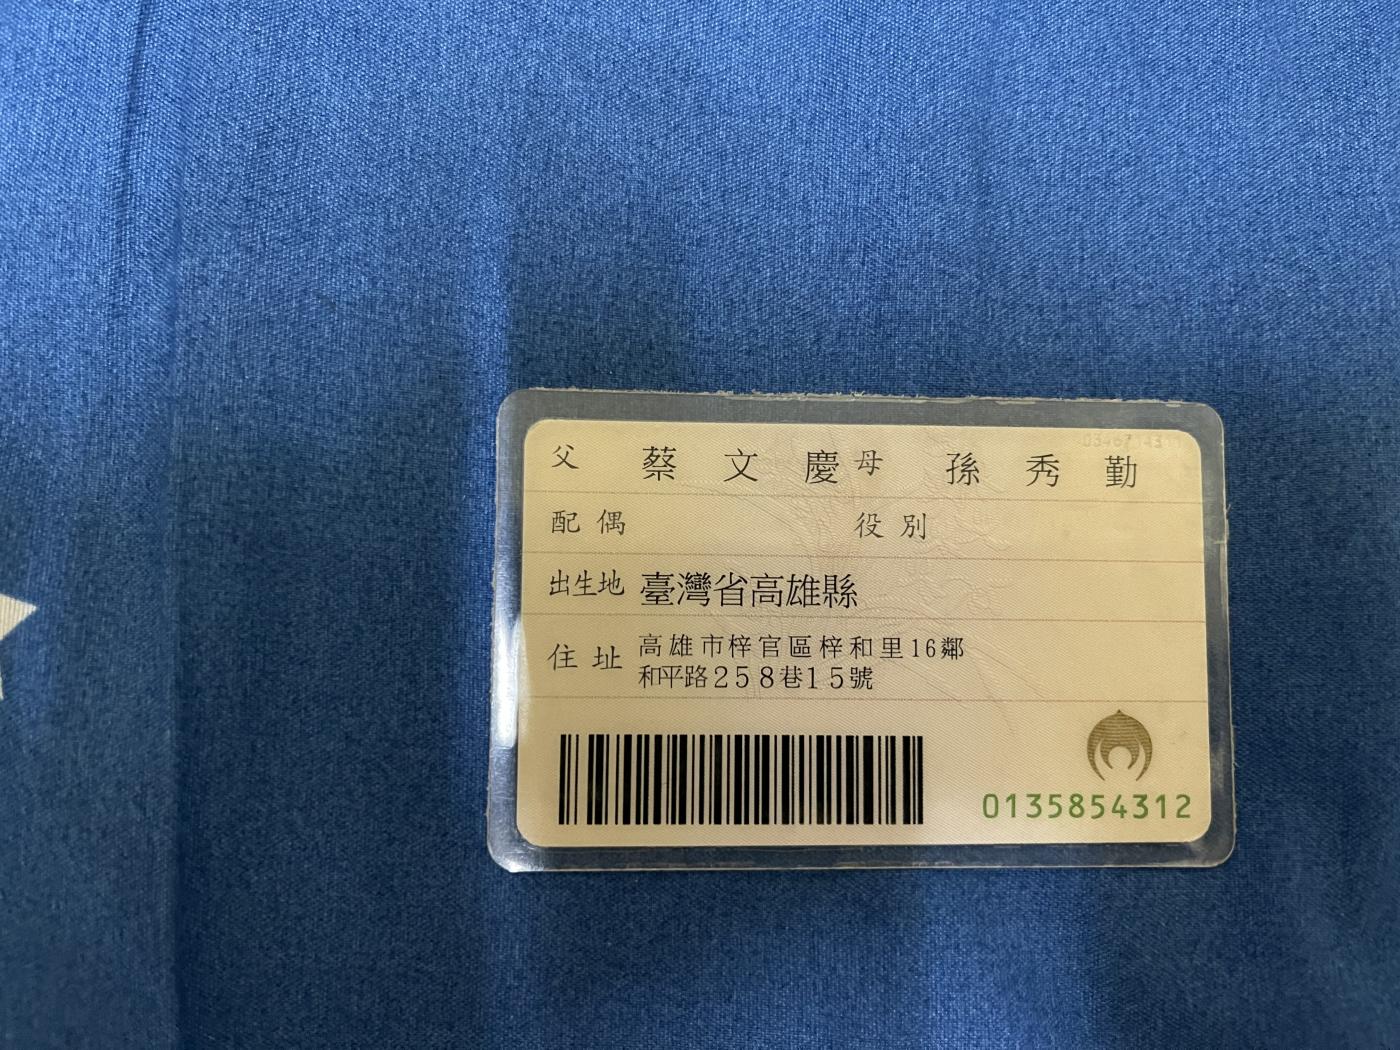 父 蔡文慶 母 孫秀勤
配偶 役別
出生地 臺灣省高雄縣
住址 高雄市梓官區梓和里16鄰
和平路258巷15號
0135854312